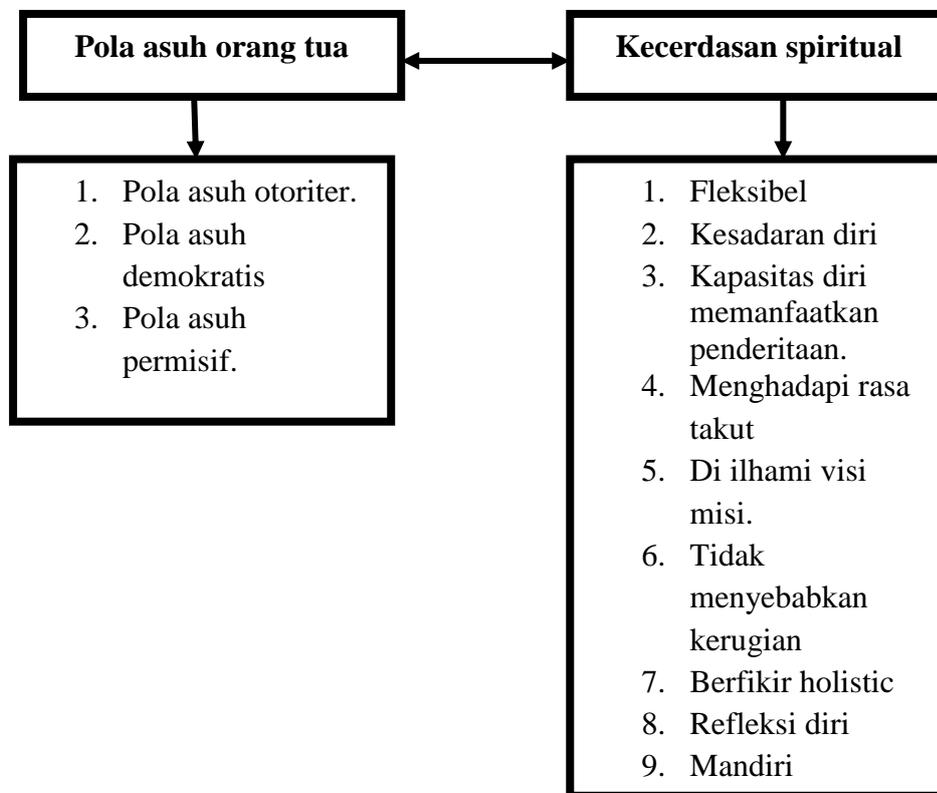 Pola asuh orang tua
Kecerdasan spiritual
1. Pola asuh otoriter.
2. Pola asuh
demokratis
3. Pola asuh
permisif.
1. Fleksibel
2. Kesadaran diri
3. Kapasitas diri
memanfaatkan
penderitaan.
4. Menghadapi rasa
takut
5. Di ilhami visi
misi.
6. Tidak
menyebabkan
kerugian
7. Berfikir holistic
8. Refleksi diri
9. Mandiri